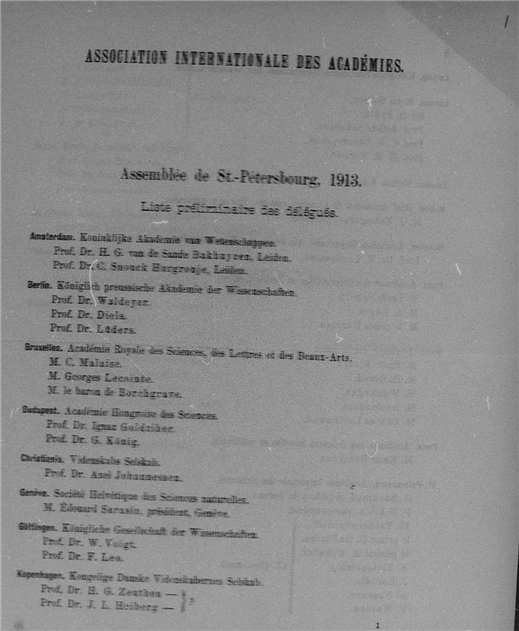 ASSOCIATION INTERNATIONALE DES ACADÉMIES.
Assemblée de St.-Pétersbourg, 1913.
Liste préliminaire des délégués.
Amsterdam. Koninklijke Akademie van Wetenschappen.
Prof. Dr. H. G. van de Sande Bakhuyzen, Leiden.
Prof. Dr. C. Snouck Hurgronje, Leiden.
Berlin. Königlich preussische Akademie der Wissenschaften.
Prof. Dr. Waldeyer.
Prof. Dr. Diels.
Prof. Dr. Lüders.
Bruxelles. Académie Royale des Sciences, des Lettres et des Beaux-Arts.
M. C. Malaise.
M. Georges Lecointe.
M. le baron de Borchgrave.
Budapest. Académie Hongroise des Sciences.
Prof. Dr. Ignaz Goldziher.
Prof. Dr. G. König.
Christiania. Videnskabs Selskab.
Prof. Dr. Axel Johannessen.
Genève. Société Helvétique des Sciences naturelles.
M. Édouard Sarasin, président, Genève.
Göttingen. Königliche Gesellschaft der Wissenschaften.
Prof. Dr. W. Voigt.
Prof. Dr. F. Leo.
Kopenhagen. Kongelige Danske Videnskabernes Selskab.
Prof. Dr. H. G. Zeuthen —
Prof. Dr. J. L. Heiberg — ?
1